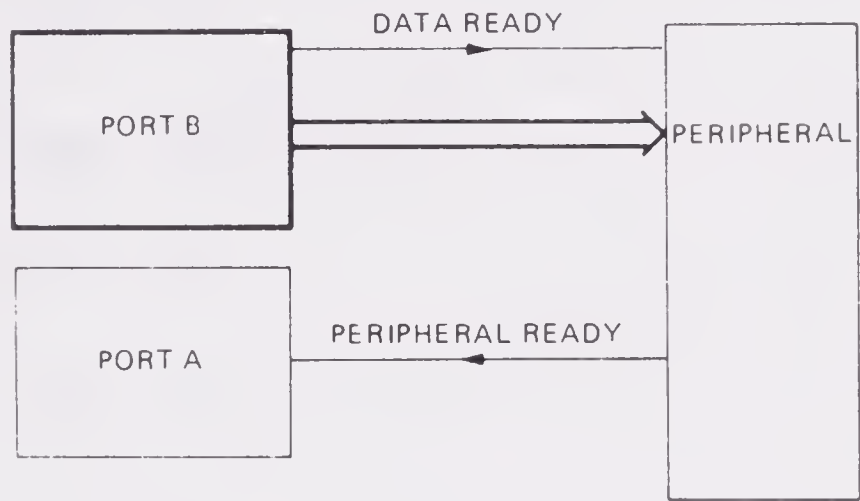 DATA READY
PORT B
PERIPHERAL
PERIPHERAL READY
PORT A